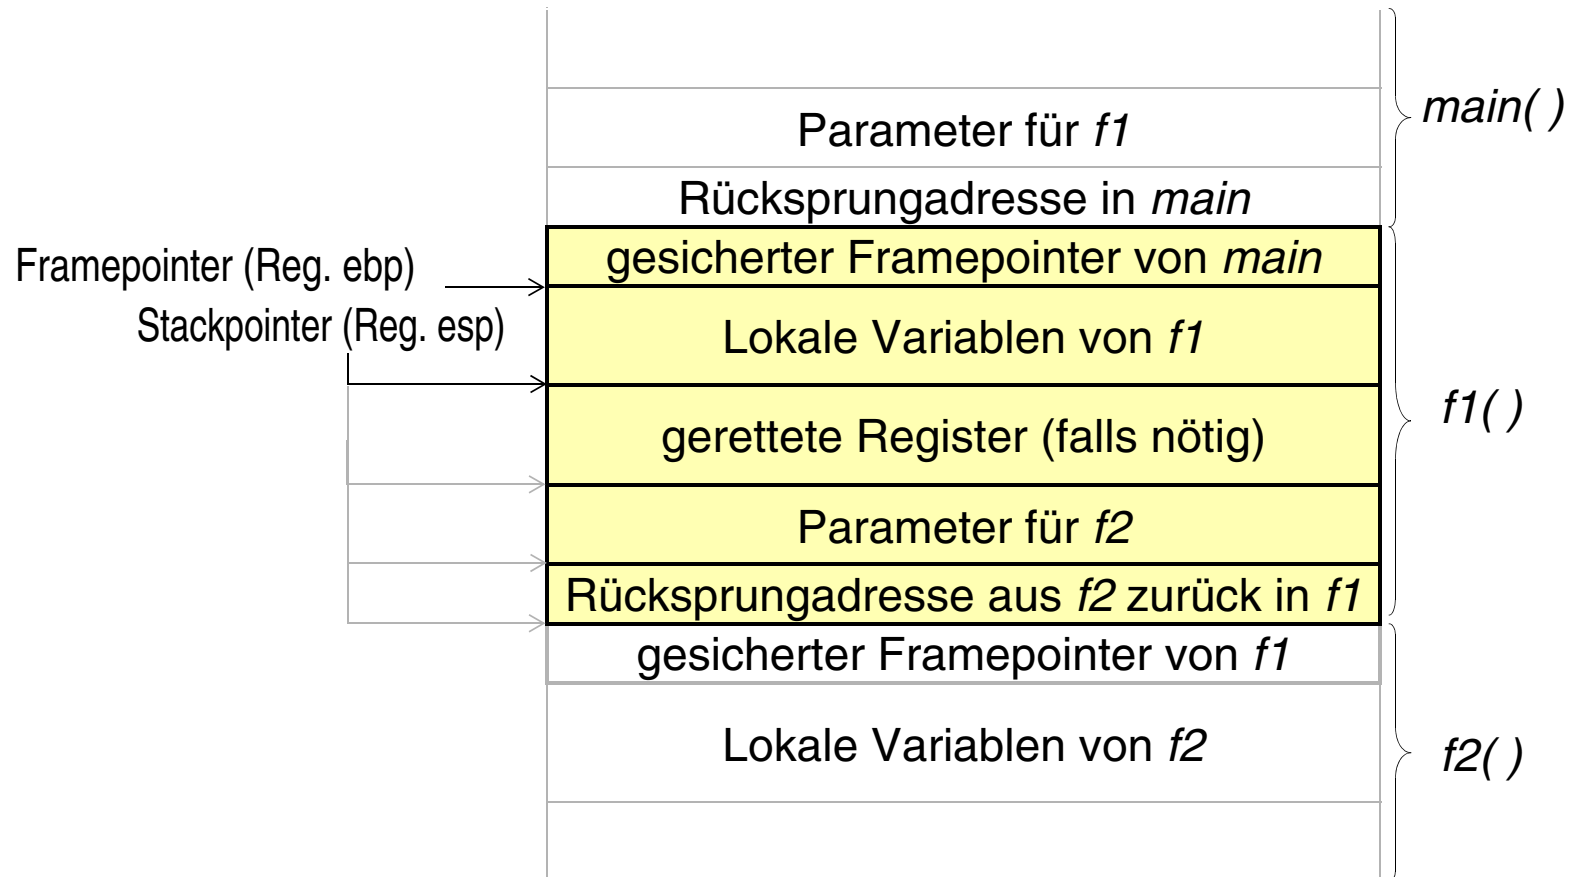 main( )
Parameter für f1
Rücksprungadresse in main
gesicherter Framepointer von main
Framepointer (Reg. ebp)
Stackpointer (Reg. esp)
Lokale Variablen von f1
f1( )
gerettete Register (falls nötig)
Parameter für f2
Rücksprungadresse aus f2 zurück in f1
gesicherter Framepointer von f1
Lokale Variablen von f2
f2( )